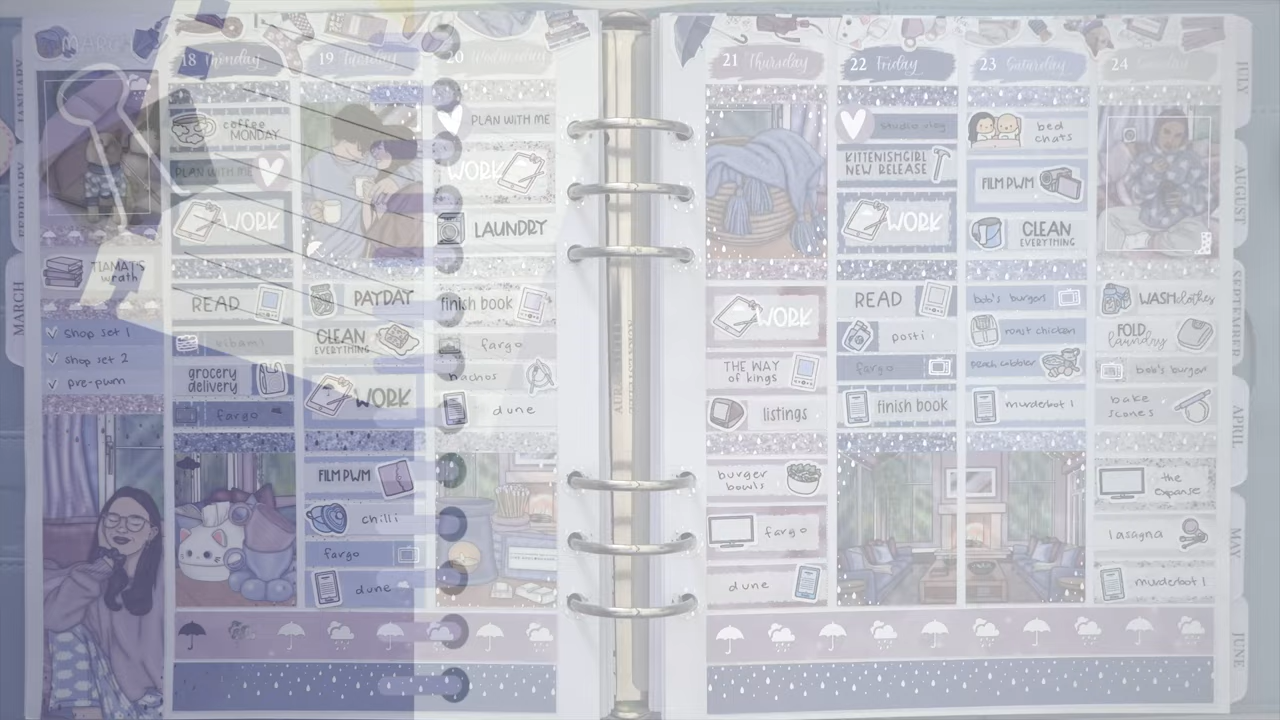 MARCH
18 Monday
19 Tuesday
20 Wednesday
21 Thursday
22 Friday
23 Saturday
24 Sunday
JANUARY
FEBRUARY
MARCH
TIAMAT'S
wrath
✓ shop set 1
✓ shop set 2
✓ pre-pwm
coffee
MONDAY
PLAN WITH ME
WORK
READ
bibam!
grocery
delivery
fargo
PAYDAY
CLEAN
EVERYTHING
WORK
FILM PWM
chilli
fargo
dune
PLAN WITH ME
WORK
LAUNDRY
finish book
fargo
nachos
dune
WORK
THE WAY
of kings
listings
burger
bowls
fargo
dune
studio vlog
KITTENISHGIRL
NEW RELEASE
WORK
READ
posti
fargo
finish book
bed
chats
FILM PWM
CLEAN
EVERYTHING
bob's burgers
roast chicken
peach cobbler
murderbot 1
WASH clothes
FOLD
laundry
bob's burgers
bake
scones
the
expanse
lasagna
murderbot 1
JULY
AUGUST
SEPTEMBER
APRIL
MAY
JUNE